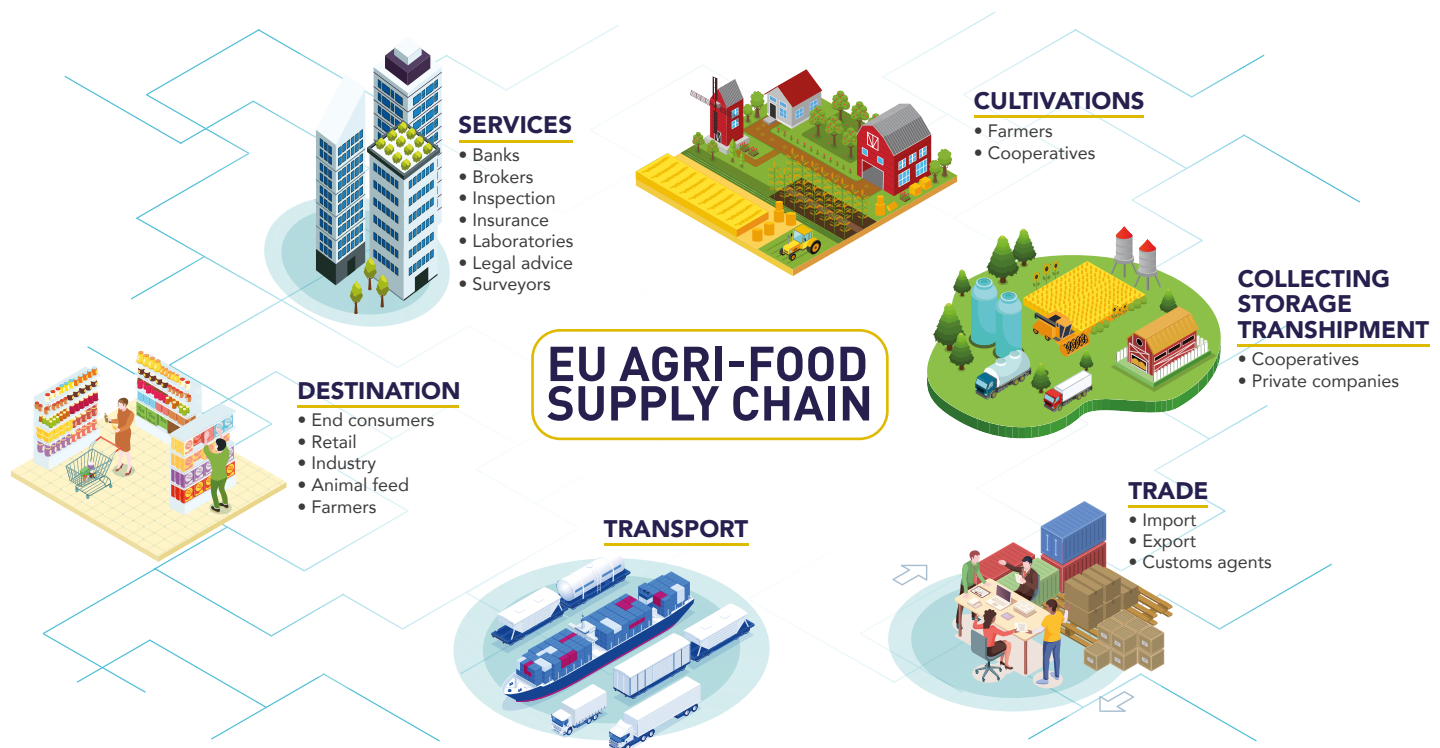 SERVICES
• Banks
• Brokers
• Inspection
• Insurance
• Laboratories
• Legal advice
• Surveyors
CULTIVATIONS
• Farmers
• Cooperatives
COLLECTING
STORAGE
TRANSHIPMENT
• Cooperatives
• Private companies
EU AGRI-FOOD
SUPPLY CHAIN
DESTINATION
• End consumers
• Retail
• Industry
• Animal feed
• Farmers
TRANSPORT
TRADE
• Import
• Export
• Customs agents